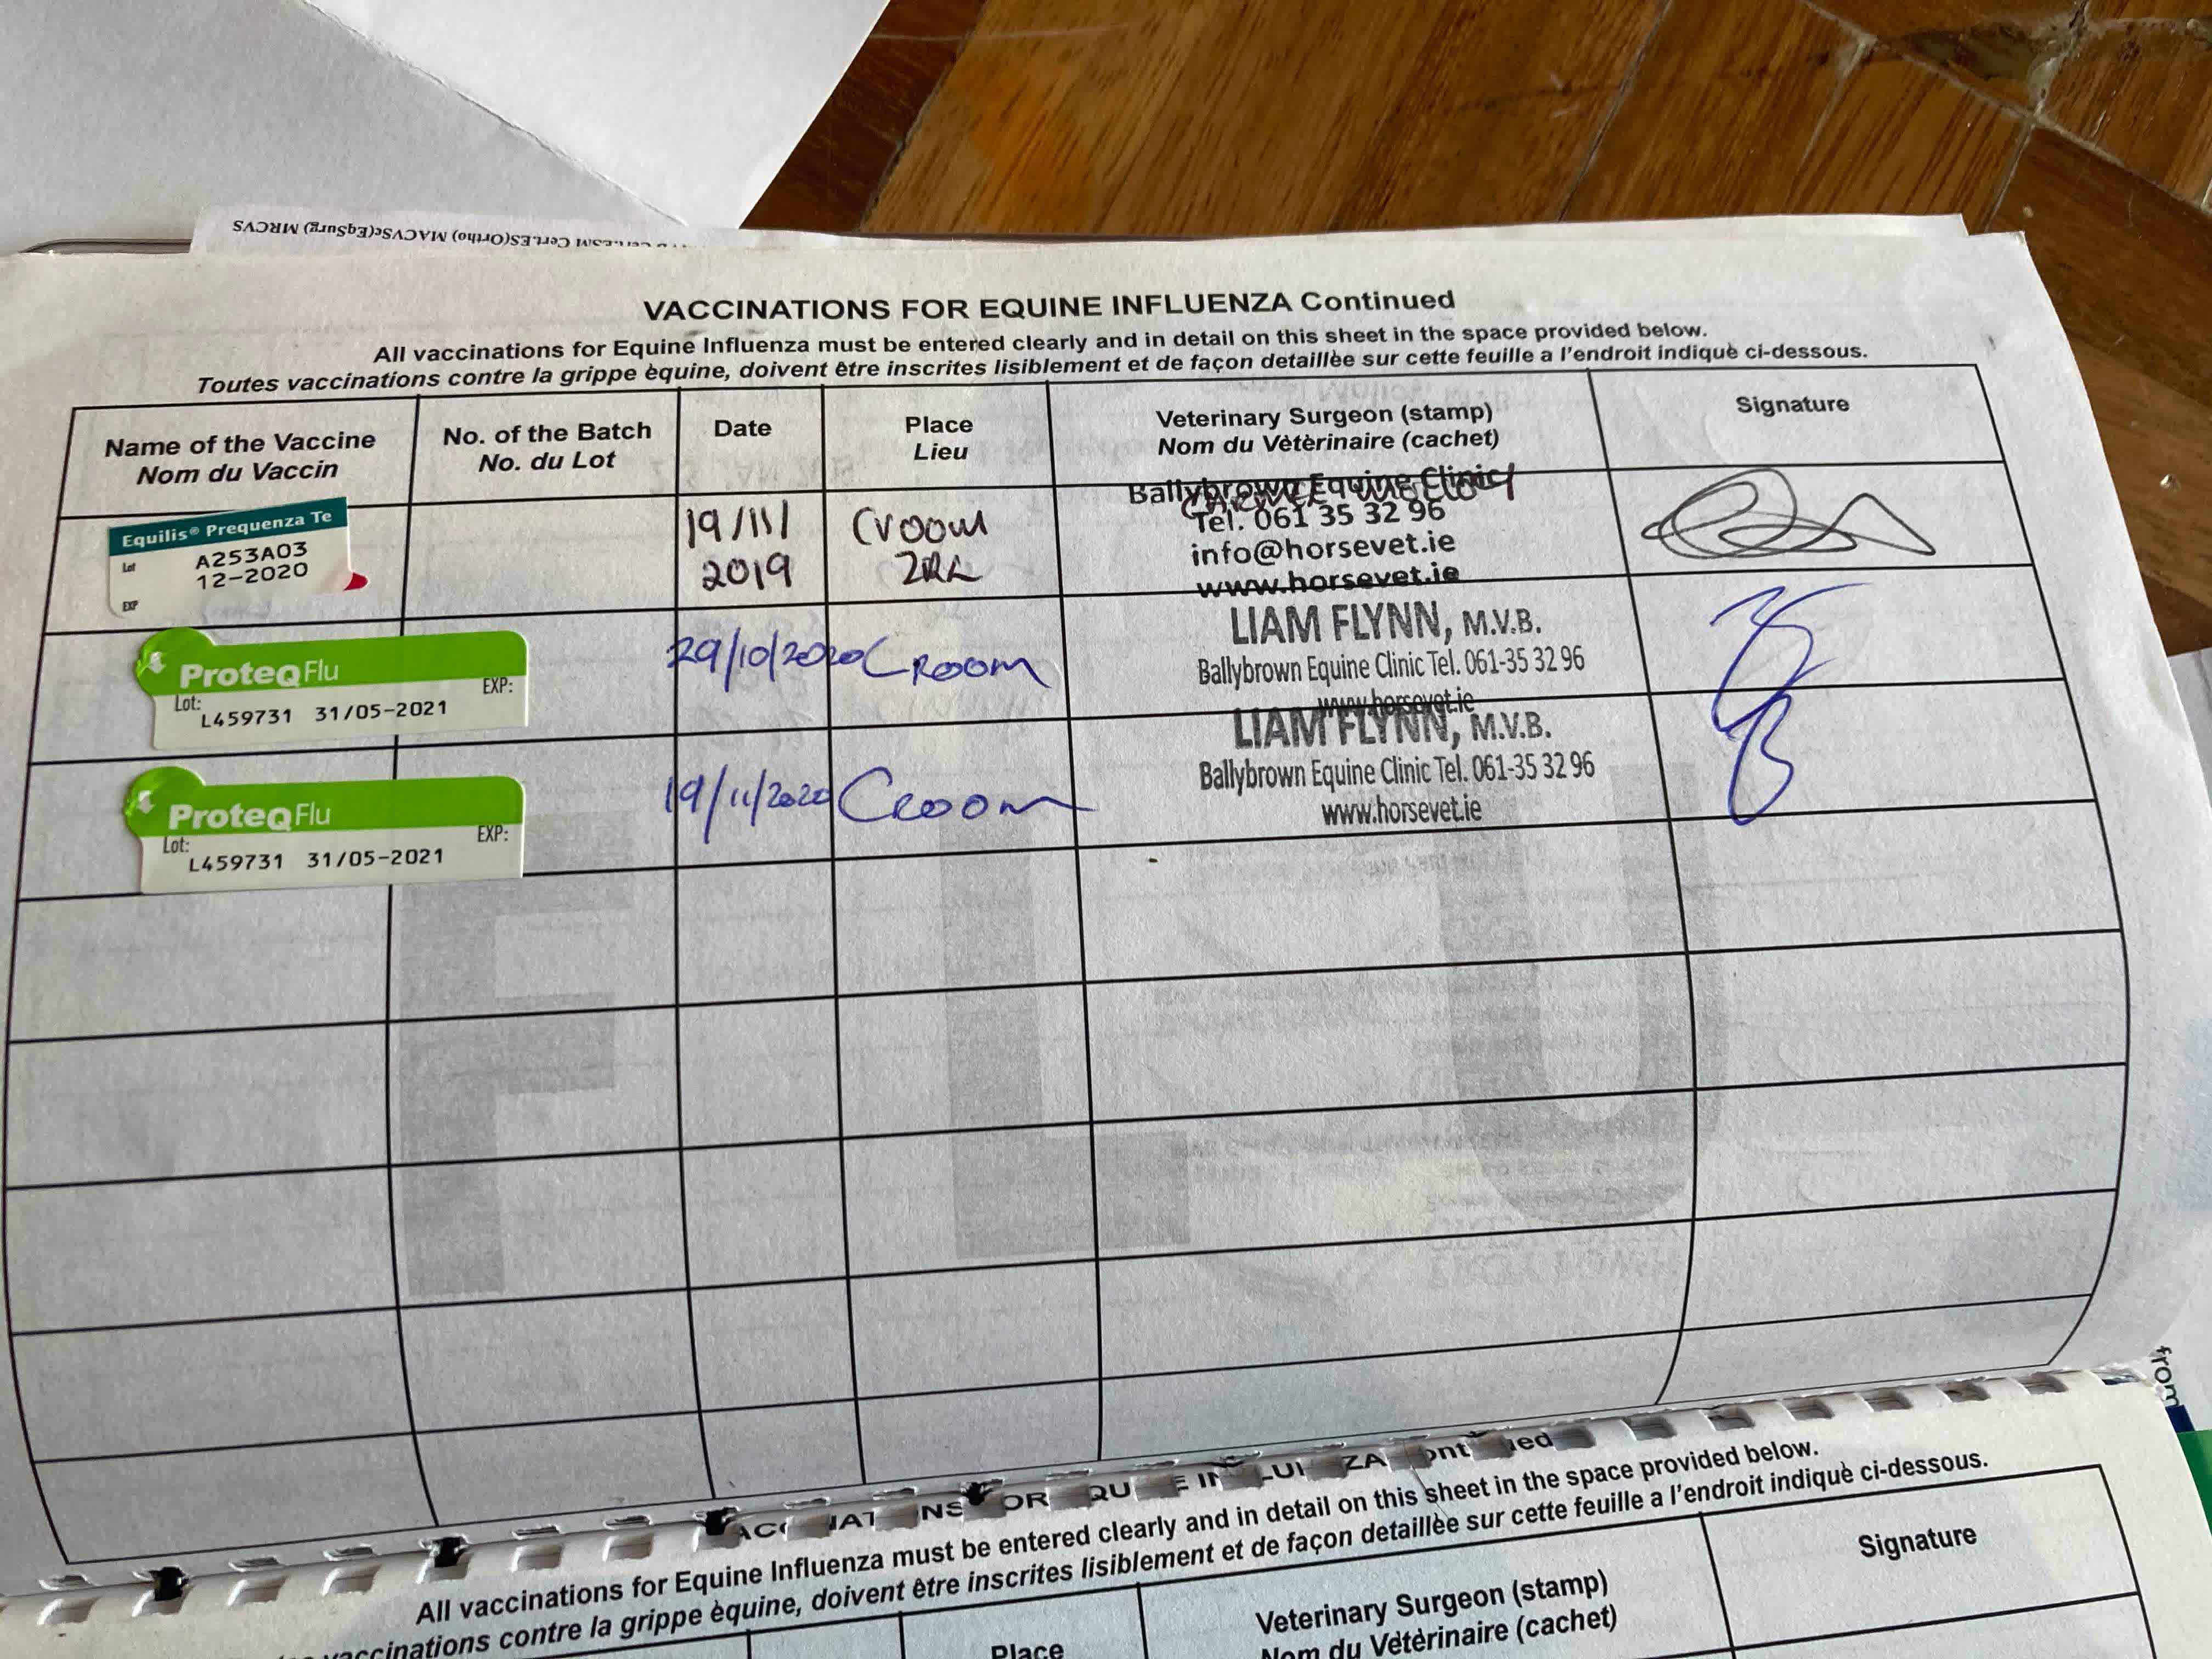 MACVSc(EqSurg) MRCVS
VACCINATIONS FOR EQUINE INFLUENZA Continued
All vaccinations for Equine Influenza must be entered clearly and in detail on this sheet in the space provided below.
Toutes vaccinations contre la grippe èquine, doivent être inscrites lisiblement et de façon detaillèe sur cette feuille a l'endroit indiquè ci-dessous.
Name of the Vaccine
Nom du Vaccin
No. of the Batch
No. du Lot
Date
Place
Lieu
Veterinary Surgeon (stamp)
Nom du Vètèrinaire (cachet)
Signature
Equilis® Prequenza Te
Lot A253A03
12-2020
EXP
19/11/
2019
Croom
IRL
Ballybrown Equine Clinic
Tel. 061 35 32 96
info@horsevet.ie
www.horsevet.ie
ProteqFlu
Lot: EXP:
L459731 31/05-2021
29/10/2020
Croom
LIAM FLYNN, M.V.B.
Ballybrown Equine Clinic Tel. 061-35 32 96
www.horsevet.ie
ProteqFlu
Lot: EXP:
L459731 31/05-2021
19/11/2020
Croom
LIAM FLYNN, M.V.B.
Ballybrown Equine Clinic Tel. 061-35 32 96
www.horsevet.ie
FLU
from
All vaccinations for Equine Influenza must be entered clearly and in detail on this sheet in the space provided below.
vaccinations contre la grippe èquine, doivent être inscrites lisiblement et de façon detaillèe sur cette feuille a l'endroit indiquè ci-dessous.
Place
Veterinary Surgeon (stamp)
Nom du Vètèrinaire (cachet)
Signature